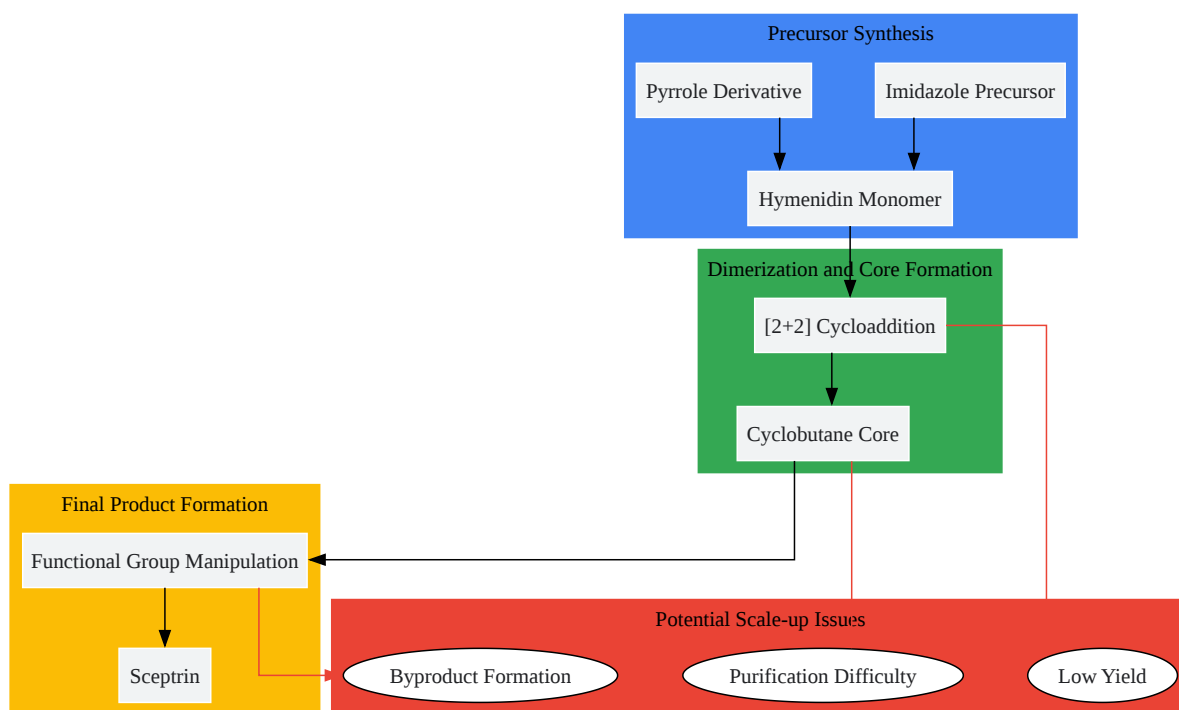 Precursor Synthesis
Pyrrole Derivative
Imidazole Precursor
Hymenidin Monomer
Dimerization and Core Formation
[2+2] Cycloaddition
Cyclobutane Core
Final Product Formation
Functional Group Manipulation
Sceptrin
Potential Scale-up Issues
Byproduct Formation
Purification Difficulty
Low Yield